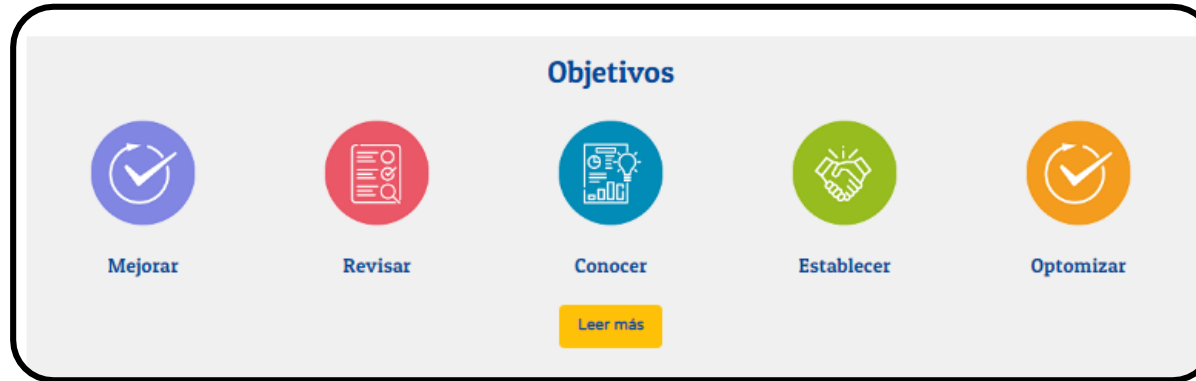 Objetivos
Mejorar
Revisar
Conocer
Establecer
Optomizar
Leer más